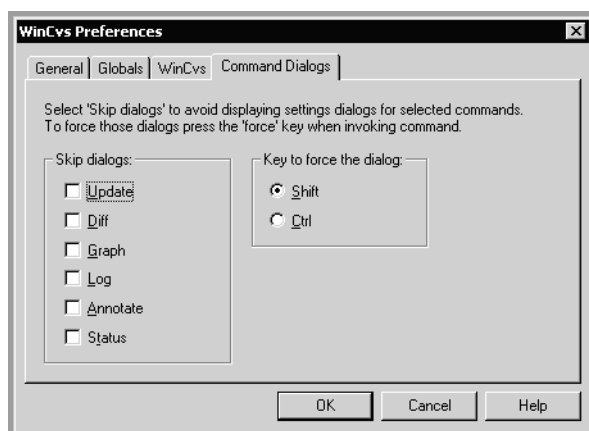 WinCvs Preferences
General Globals WinCvs Command Dialogs
Select 'Skip dialogs' to avoid displaying settings dialogs for selected commands.
To force those dialogs press the 'force' key when invoking command.
Skip dialogs:
Update
Diff
Graph
Log
Annotate
Status
Key to force the dialog:
Shift
Ctrl
OK Cancel Help